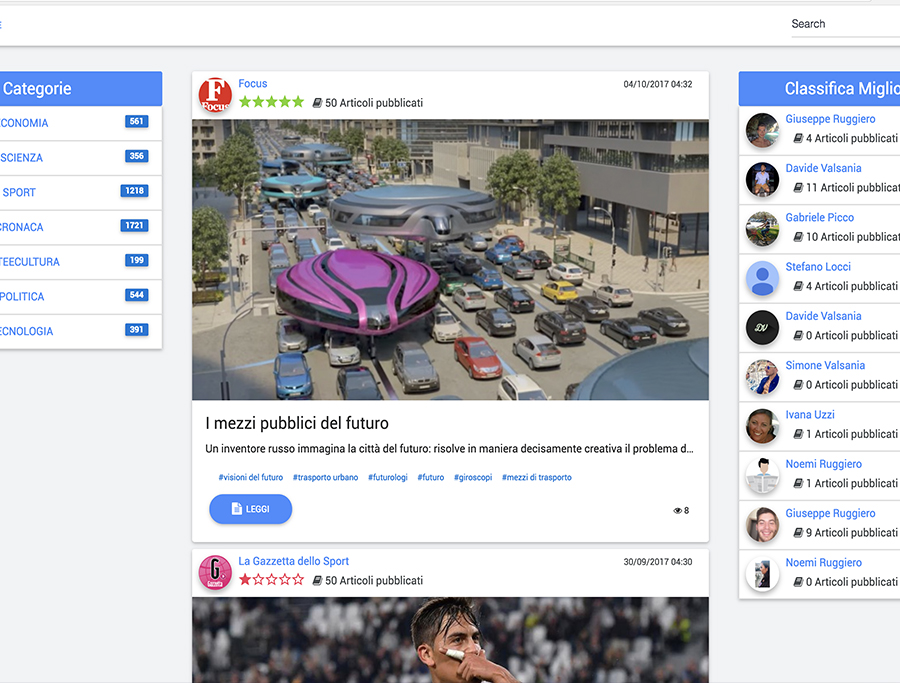 E
Search
Categorie
CONOMIA
561
SCIENZA
356
SPORT
1218
CRONACA
1721
TEECULTURA
199
POLITICA
544
ECNOLOGIA
391
F
Focus
Focus
04/10/2017 04:32
50 Articoli pubblicati
I mezzi pubblici del futuro
Un inventore russo immagina la città del futuro: risolve in maniera decisamente creativa il problema d...
#visioni del futuro #trasporto urbano #futurologi #futuro #giroscopi #mezzi di trasporto
LEGGI
8
G
Gazzetta
La Gazzetta dello Sport
30/09/2017 04:30
50 Articoli pubblicati
Classifica Miglio
Giuseppe Ruggiero
4 Articoli pubblicati
Davide Valsania
11 Articoli pubblicat
Gabriele Picco
10 Articoli pubblicat
Stefano Locci
4 Articoli pubblicati
DV
Davide Valsania
0 Articoli pubblicati
Simone Valsania
0 Articoli pubblicati
Ivana Uzzi
1 Articoli pubblicati
Noemi Ruggiero
1 Articoli pubblicati
Giuseppe Ruggiero
9 Articoli pubblicati
Noemi Ruggiero
0 Articoli pubblicati